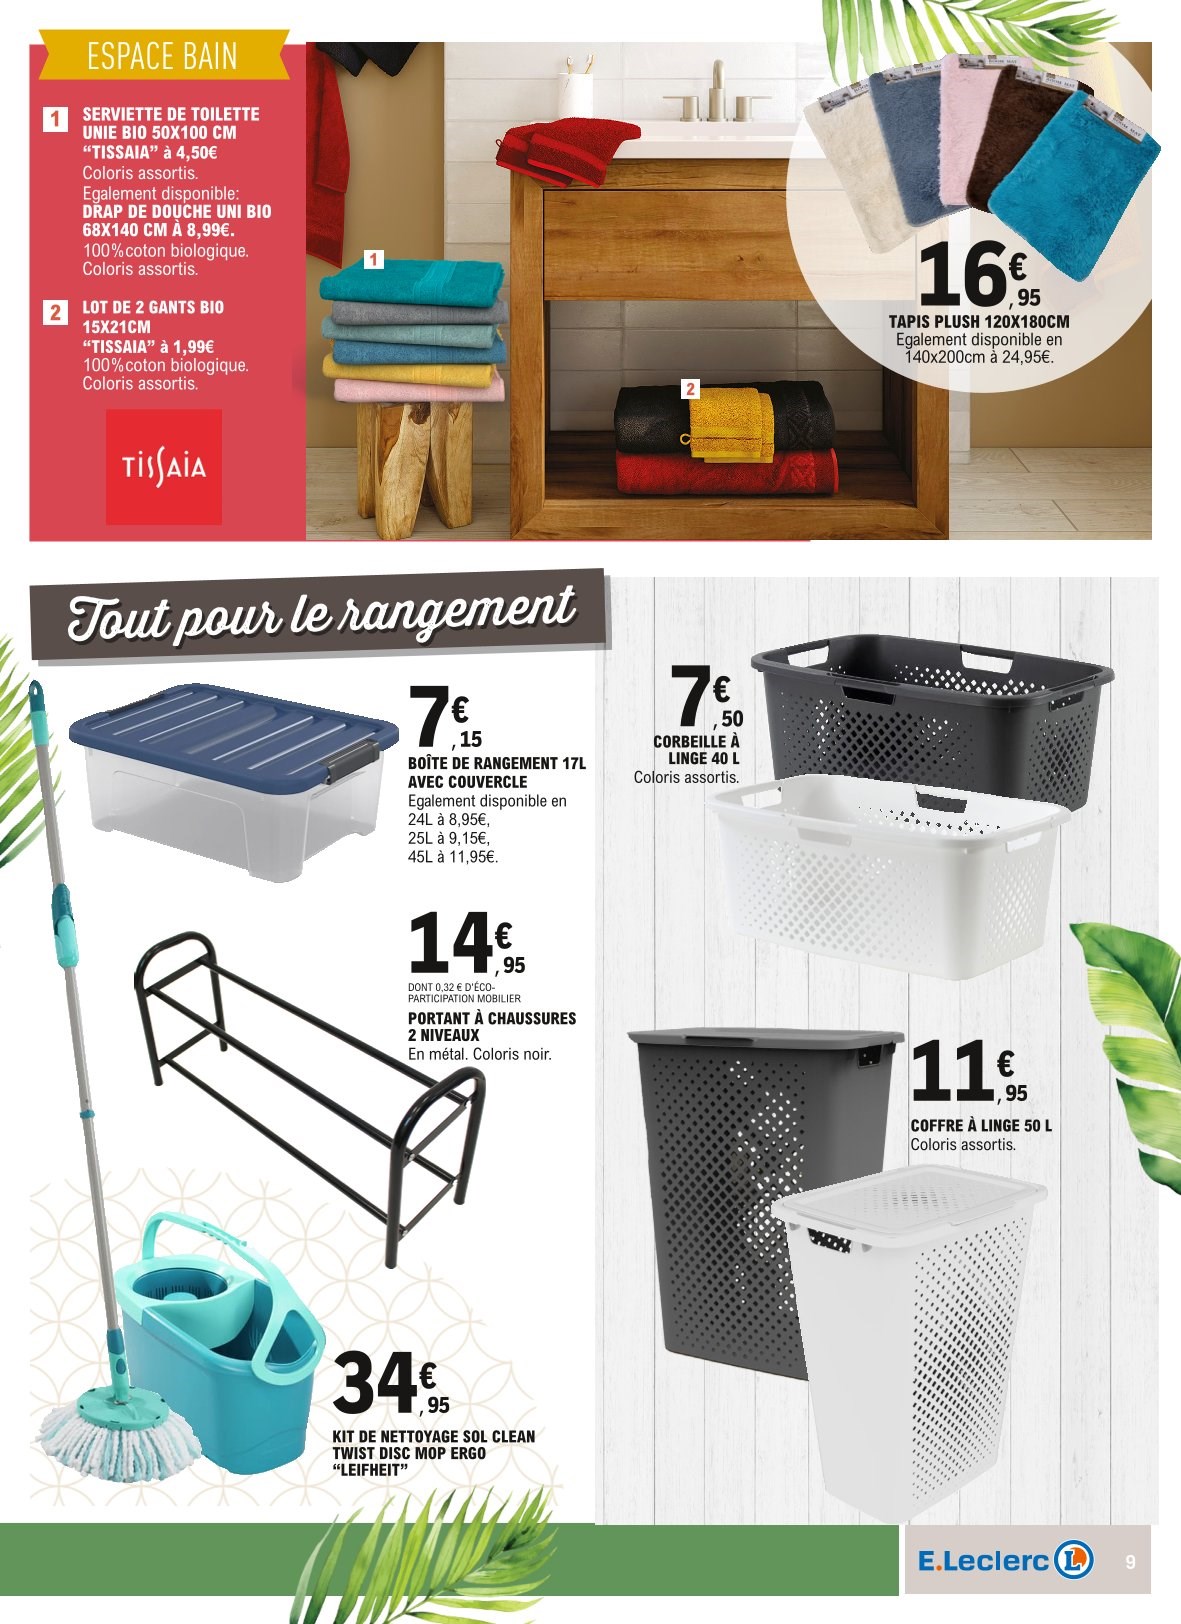 ESPACE BAIN
1
SERVIETTE DE TOILETTE
UNIE BIO 50X100 CM
“TISSAIA” à 4,50€
Coloris assortis.
Egalement disponible:
DRAP DE DOUCHE UNI BIO
68X140 CM À 8,99€.
100%coton biologique.
Coloris assortis.
2
LOT DE 2 GANTS BIO
15X21CM
“TISSAIA” à 1,99€
100%coton biologique.
Coloris assortis.
TISSAIA
1
2
16€,95
TAPIS PLUSH 120X180CM
Egalement disponible en
140x200cm à 24,95€.
Tout pour le rangement
7€,15
BOÎTE DE RANGEMENT 17L
AVEC COUVERCLE
Egalement disponible en
24L à 8,95€,
25L à 9,15€,
45L à 11,95€.
14€,95
DONT 0,32 € D'ÉCO-
PARTICIPATION MOBILIER
PORTANT À CHAUSSURES
2 NIVEAUX
En métal. Coloris noir.
34€,95
KIT DE NETTOYAGE SOL CLEAN
TWIST DISC MOP ERGO
“LEIFHEIT”
7€,50
CORBEILLE À
LINGE 40 L
Coloris assortis.
11€,95
COFFRE À LINGE 50 L
Coloris assortis.
E.Leclerc L
9